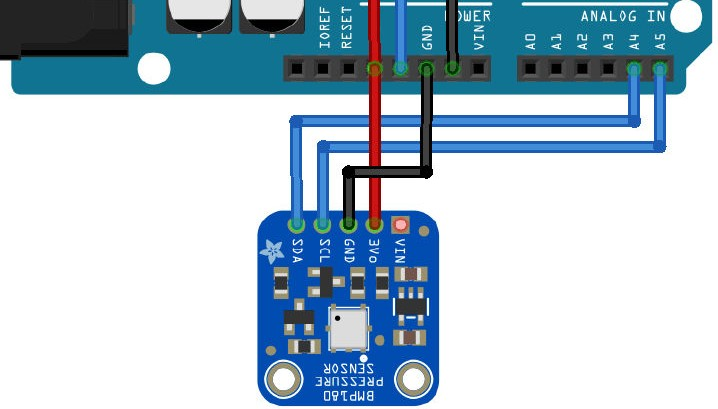 POWER
ANALOG IN
IOREF
RESET
GND
VIN
A0
A1
A2
A3
A4
A5
SDA
SCL
GND
3Vo
VIN
BMP180
PRESSURE
SENSOR